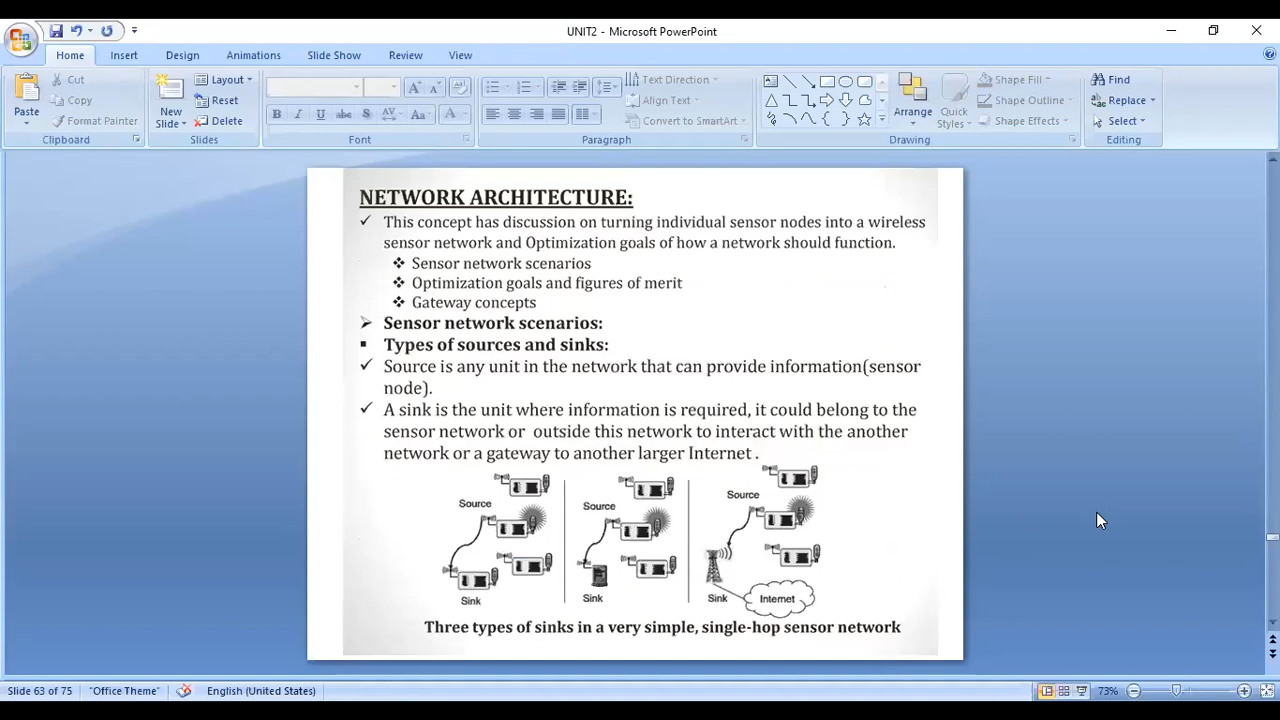 UNIT2 - Microsoft PowerPoint
Home Insert Design Animations Slide Show Review View
Cut
Copy
Format Painter
Paste
Clipboard
New
Slide
Layout
Reset
Delete
Slides
B I U abc S AV Aa A
Font
Text Direction
Align Text
Convert to SmartArt
Paragraph
Arrange
Quick
Styles
Shape Fill
Shape Outline
Shape Effects
Drawing
Find
Replace
Select
Editing
NETWORK ARCHITECTURE:
This concept has discussion on turning individual sensor nodes into a wireless
sensor network and Optimization goals of how a network should function.
Sensor network scenarios
Optimization goals and figures of merit
Gateway concepts
Sensor network scenarios:
Types of sources and sinks:
Source is any unit in the network that can provide information(sensor
node).
A sink is the unit where information is required, it could belong to the
sensor network or outside this network to interact with the another
network or a gateway to another larger Internet .
Source
Sink
Source
Sink
Source
Sink
Internet
Three types of sinks in a very simple, single-hop sensor network
Slide 63 of 75 "Office Theme" English (United States) 73%